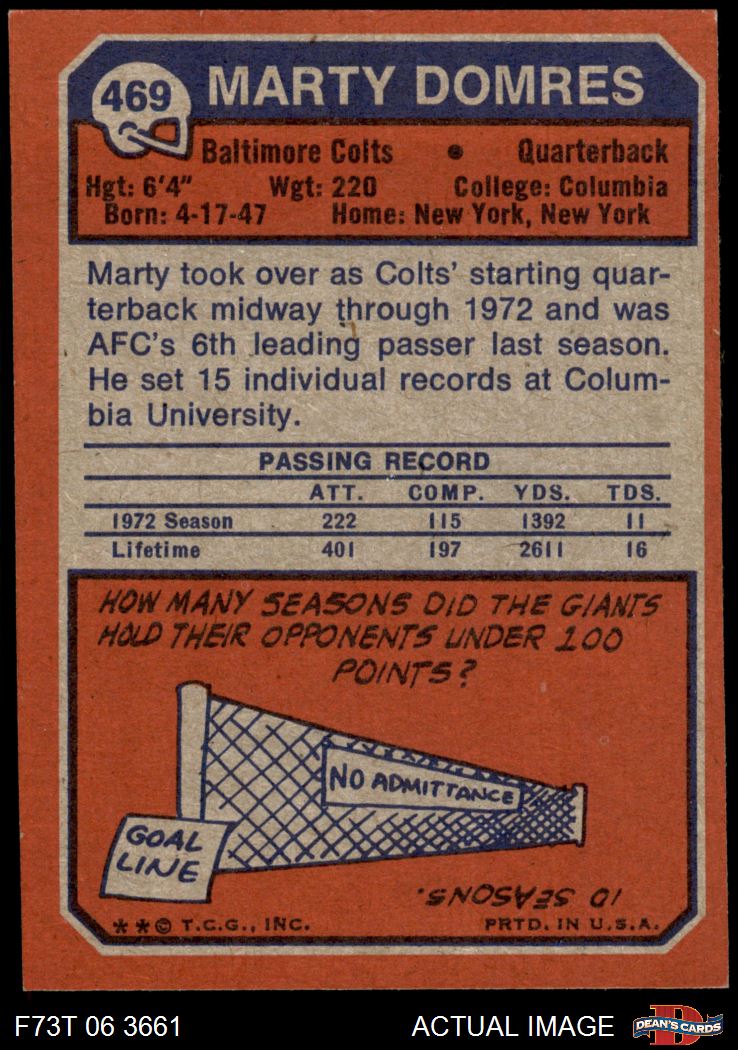 469
MARTY DOMRES
Baltimore Colts • Quarterback
Hgt: 6'4" Wgt: 220 College: Columbia
Born: 4-17-47 Home: New York, New York
Marty took over as Colts' starting quar-
terback midway through 1972 and was
AFC's 6th leading passer last season.
He set 15 individual records at Colum-
bia University.
PASSING RECORD
ATT. COMP. YDS. TDS.
1972 Season 222 115 1392 11
Lifetime 401 197 2611 16
HOW MANY SEASONS DID THE GIANTS
HOLD THEIR OPPONENTS UNDER 100
POINTS?
NO ADMITTANCE
GOAL
LINE
10 SEASONS.
**© T.C.G., INC. PRTD. IN U.S.A.
F73T 06 3661 ACTUAL IMAGE
D
DEAN'S CARDS